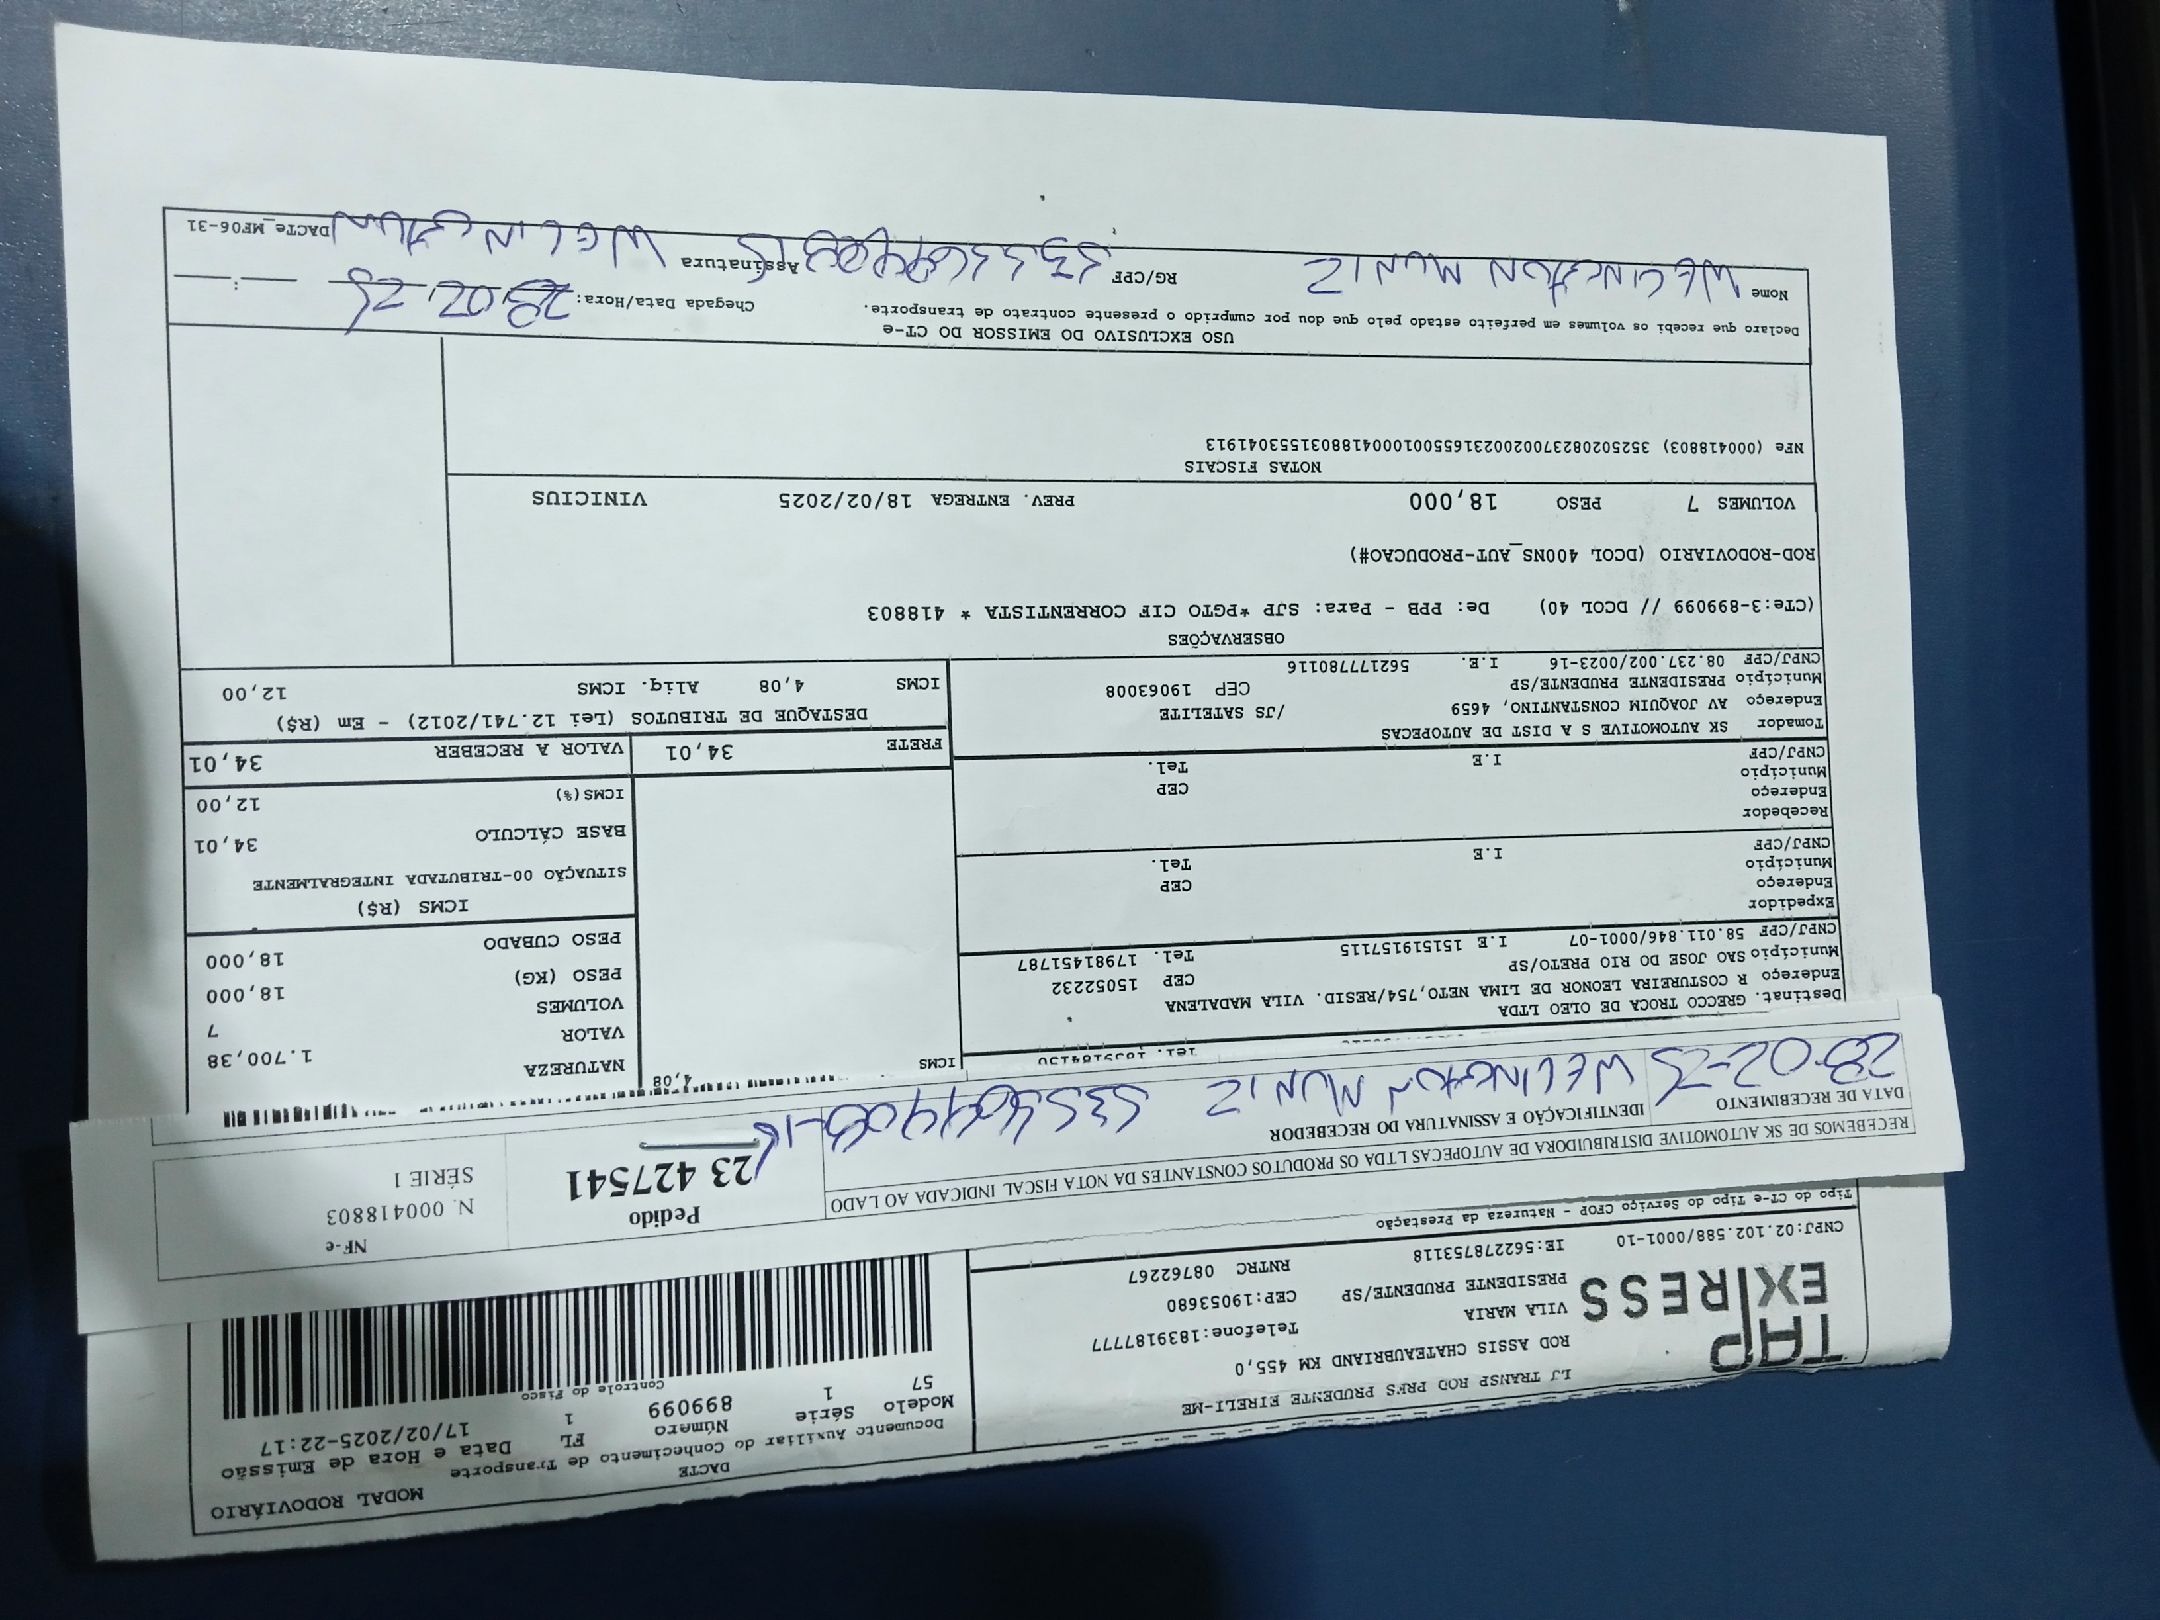 MODAL RODOVIÁRIO
DACTE
Documento Auxiliar do Conhecimento de Transporte
Modelo Série Número FL Data e Hora de Emissão
57 1 899099 1 17/02/2025-22:17
Controle do Fisco
TAP EXPRESS
LJ TRANSP ROD PRES PRUDENTE EIRELI-ME
ROD ASSIS CHATEAUBRIAND KM 455,0
VILA MARIA Telefone:1839187777
PRESIDENTE PRUDENTE/SP CEP:19053680
CNPJ:02.102.588/0001-10 IE:562278753118 RNTRC 08762267
Tipo do CT-e Tipo do Serviço CFOP - Natureza da Prestação
RECEBEMOS DE SK AUTOMOTIVE DISTRIBUIDORA DE AUTOPECAS LTDA OS PRODUTOS CONSTANTES DA NOTA FISCAL INDICADA AO LADO
DATA DE RECEBIMENTO
IDENTIFICAÇÃO E ASSINATURA DO RECEBEDOR
28-02-25 WELINGTON MUNIZ
Pedido
23 427541
NF-e
N. 000418803
SÉRIE 1
ICMS 4,08
Destinat. GRECCO TROCA DE OLEO LTDA
Endereço R COSTUREIRA LEONOR DE LIMA NETO,754/RESID. VILA MADALENA
Município SAO JOSE DO RIO PRETO/SP CEP 15052232
CNPJ/CPF 58.011.846/0001-07 I.E 151519157115 Tel. 17981451787
Expedidor
Endereço
Município CEP
CNPJ/CPF I.E Tel.
Recebedor
Endereço
Município CEP
CNPJ/CPF I.E Tel.
Tomador SK AUTOMOTIVE S A DIST DE AUTOPECAS
Endereço AV JOAQUIM CONSTANTINO, 4659 /JS SATELITE
Município PRESIDENTE PRUDENTE/SP CEP 19063008
CNPJ/CPF 08.237.002/0023-16 I.E. 562177780116
NATUREZA
VALOR 1.700,38
VOLUMES 7
PESO (KG) 18,000
PESO CUBADO 18,000
ICMS (R$)
SITUAÇÃO 00-TRIBUTADA INTEGRALMENTE
BASE CÁLCULO 34,01
ICMS(%) 12,00
FRETE 34,01 VALOR A RECEBER 34,01
DESTAQUE DE TRIBUTOS (Lei 12.741/2012) - Em (R$)
ICMS 4,08 Aliq. ICMS 12,00
OBSERVAÇÕES
(CTe:3-899099 // DCOL 40) De: PPB - Para: SJP *PGTO CIF CORRENTISTA * 418803
ROD-RODOVIARIO (DCOL 400NS_AUT-PRODUCAO#)
VOLUMES 7 PESO 18,000 PREV. ENTREGA 18/02/2025 VINICIUS
NOTAS FISCAIS
NFe (000418803) 35250208237002002316550010004188031553041913
USO EXCLUSIVO DO EMISSOR DO CT-e
Declaro que recebi os volumes em perfeito estado pelo que dou por cumprido o presente contrato de transporte. Chegada Data/Hora: 28,02,25 :
Nome WELINGTON MUNIZ RG/CPF Assinatura WELINGTON
DACTe_MF06-31